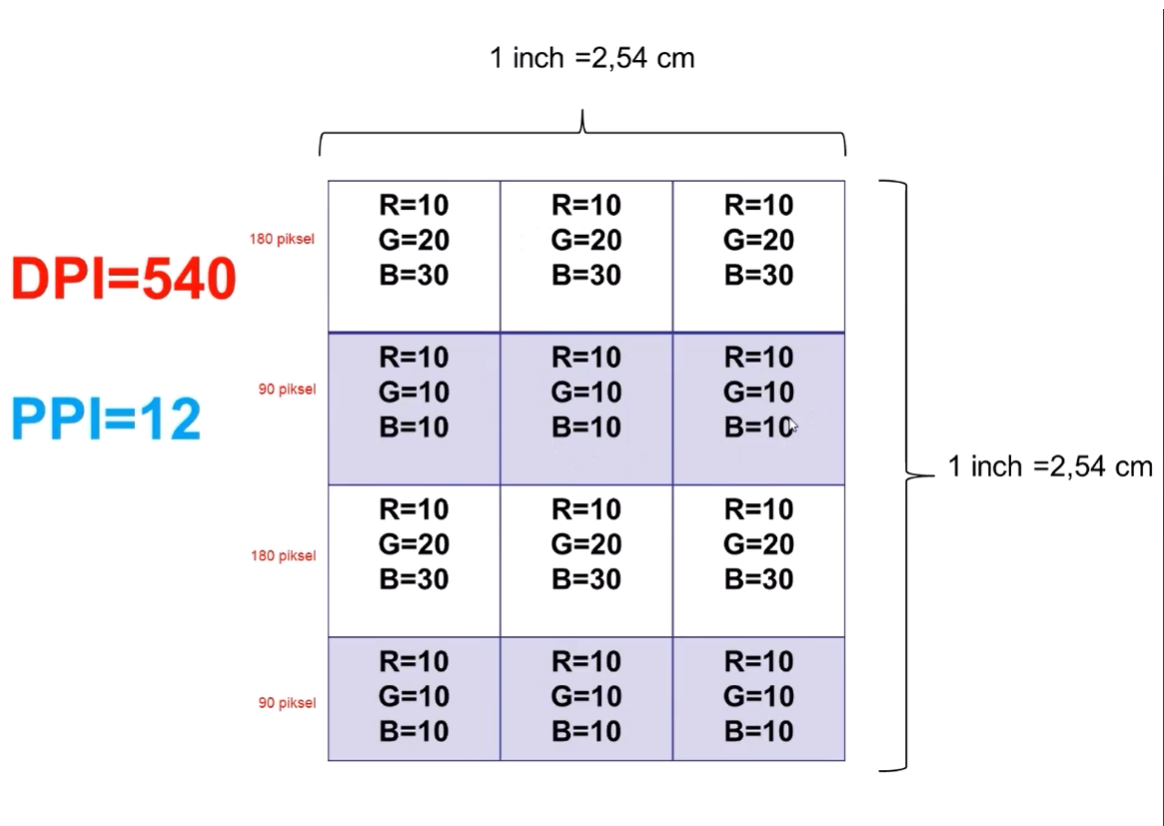 1 inch =2,54 cm
DPI=540
PPI=12
180 piksel
R=10 R=10 R=10
G=20 G=20 G=20
B=30 B=30 B=30
90 piksel
R=10 R=10 R=10
G=10 G=10 G=10
B=10 B=10 B=10
180 piksel
R=10 R=10 R=10
G=20 G=20 G=20
B=30 B=30 B=30
90 piksel
R=10 R=10 R=10
G=10 G=10 G=10
B=10 B=10 B=10
1 inch =2,54 cm